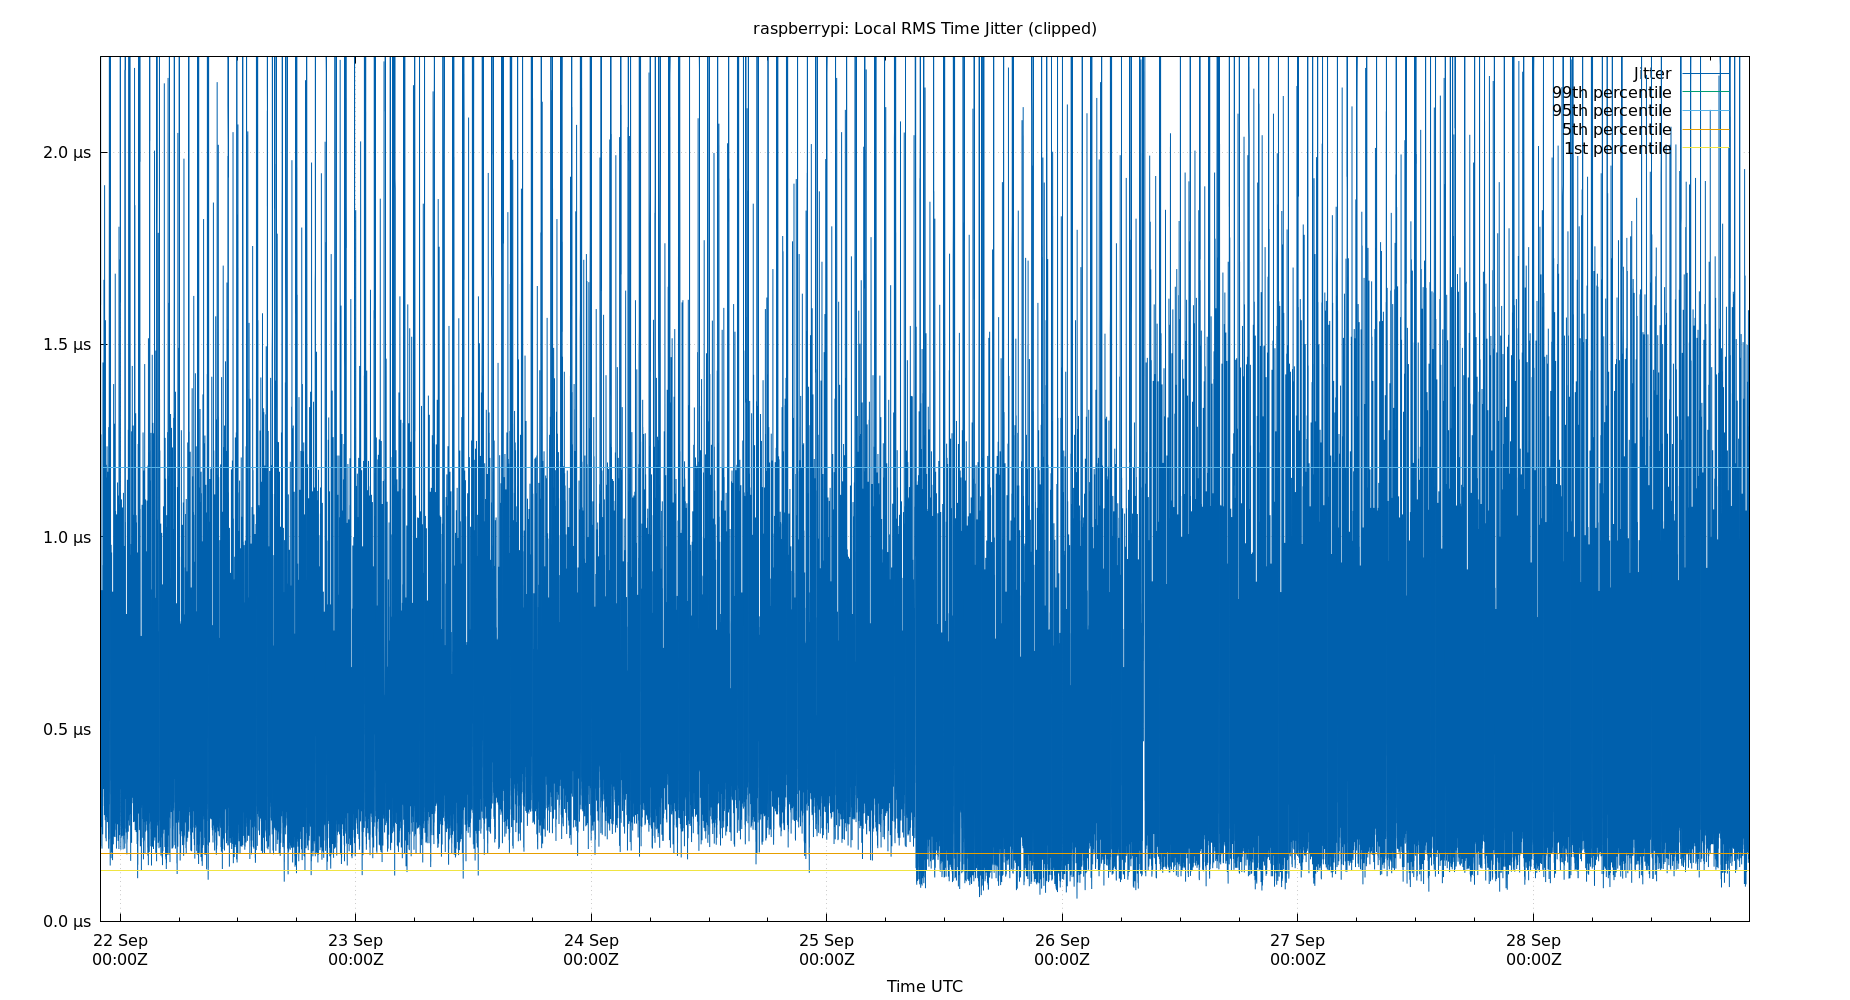 raspberrypi: Local RMS Time Jitter (clipped)
Jitter
99th percentile
95th percentile
5th percentile
1st percentile
2.0 µs
1.5 µs
1.0 µs
0.5 µs
0.0 µs
22 Sep 23 Sep 24 Sep 25 Sep 26 Sep 27 Sep 28 Sep
00:00Z 00:00Z 00:00Z 00:00Z 00:00Z 00:00Z 00:00Z
Time UTC